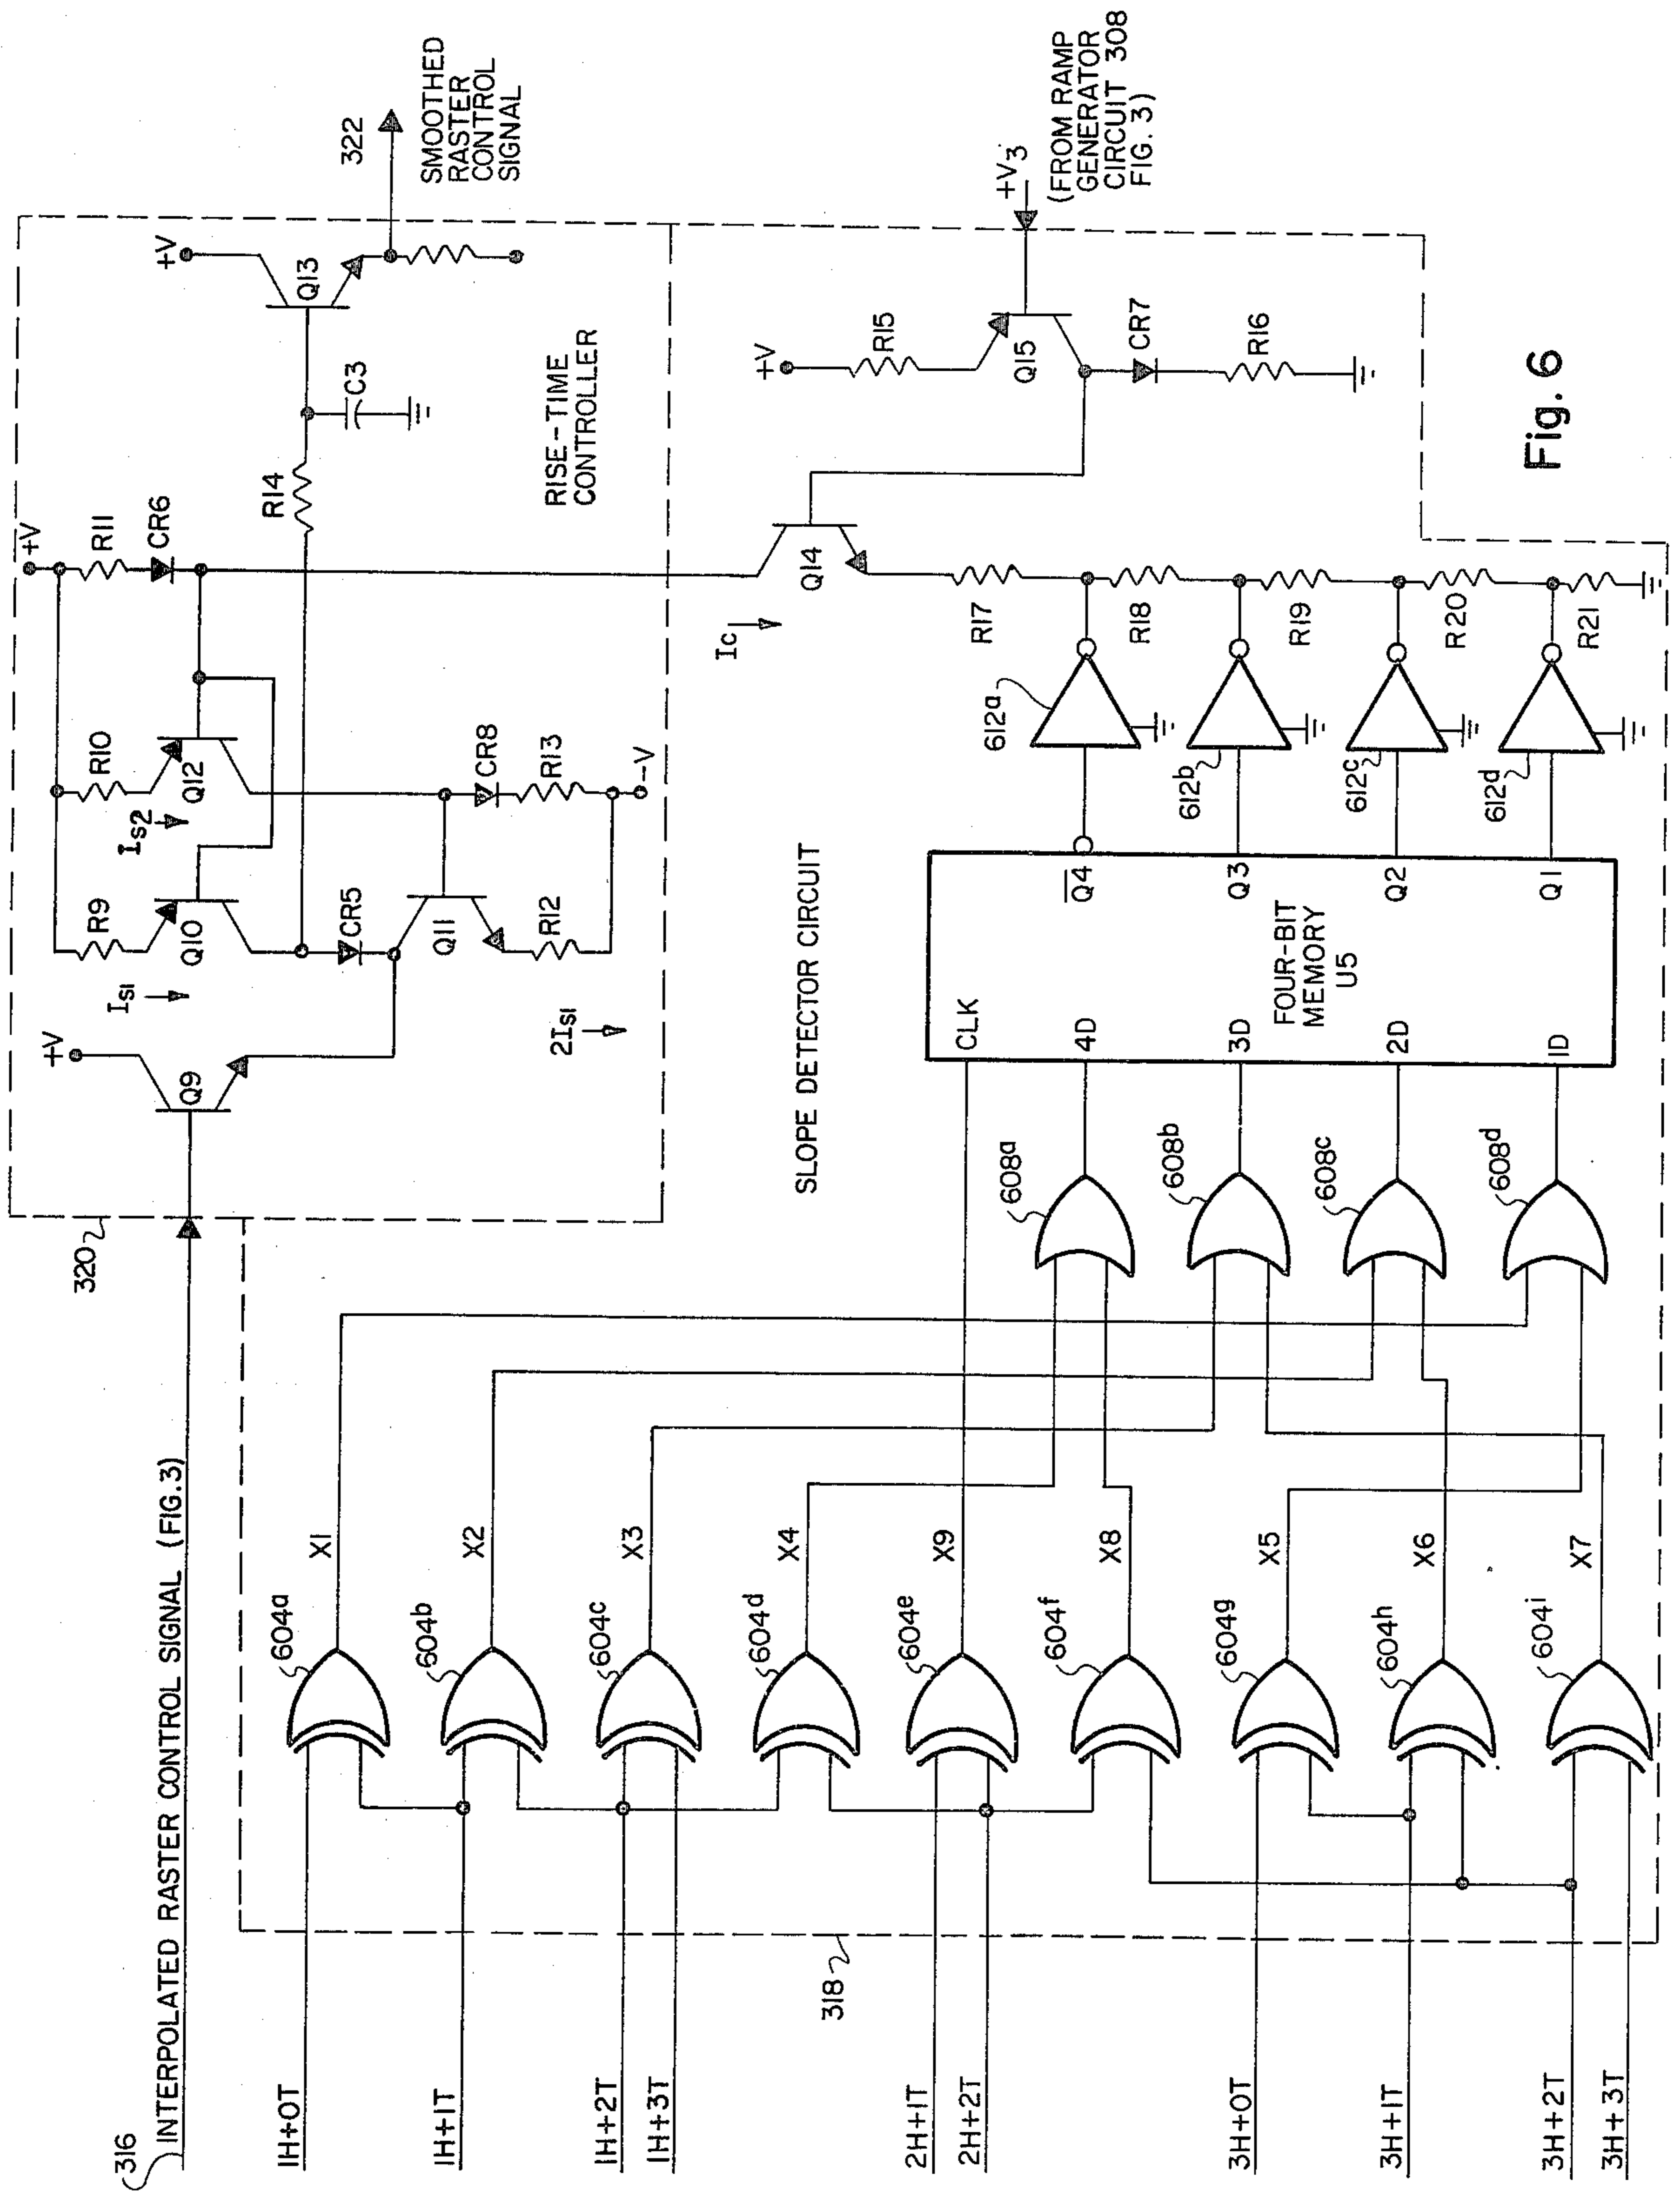 316
INTERPOLATED RASTER CONTROL SIGNAL (FIG.3)
320
+V
Q9
IS1
R9
Q10
CR5
2IS1
Q11
R12
IS2
R10
Q12
CR8
R13
-V
+V
R11
CR6
R14
C3
+V
Q13
322
SMOOTHED
RASTER
CONTROL
SIGNAL
RISE-TIME
CONTROLLER
318
SLOPE DETECTOR CIRCUIT
1H+0T
1H+1T
1H+2T
1H+3T
2H+1T
2H+2T
3H+0T
3H+1T
3H+2T
3H+3T
604a
604b
604c
604d
604e
604f
604g
604h
604i
X1
X2
X3
X4
X9
X8
X5
X6
X7
608a
608b
608c
608d
CLK
4D
3D
2D
1D
FOUR-BIT
MEMORY
U5
Q4
Q3
Q2
Q1
612a
612b
612c
612d
IC
Q14
R17
R18
R19
R20
R21
+V
R15
Q15
CR7
R16
+V3
(FROM RAMP
GENERATOR
CIRCUIT 308
FIG. 3)
Fig. 6